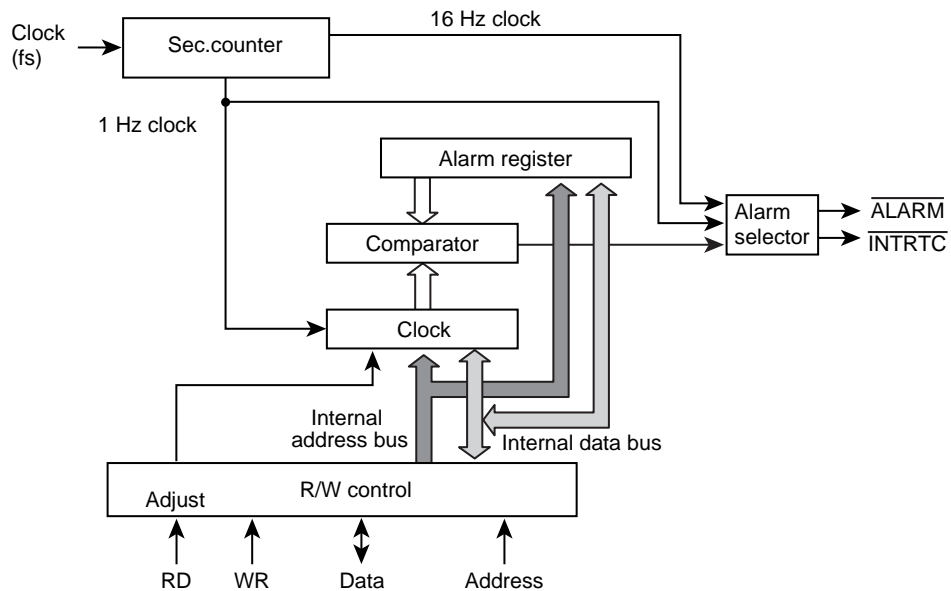 16 Hz clock
Clock
(fs)
Sec.counter
1 Hz clock
Alarm register
Alarm
selector
ALARM
INTRTC
Comparator
Clock
Internal
address bus
Internal data bus
R/W control
Adjust
RD
WR
Data
Address